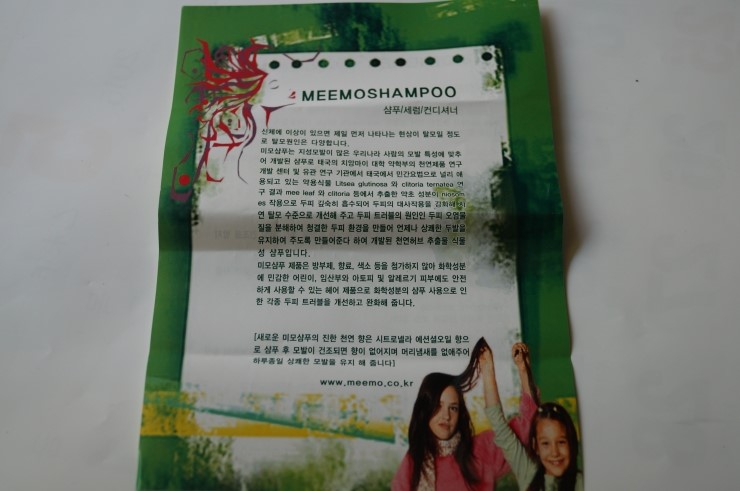 MEEMOSHAMPOO
샴푸/세럼/컨디셔너
신체에 이상이 있으면 제일 먼저 나타나는 현상이 탈모일 정도
로 탈모원인은 다양합니다.
미모샴푸는 지성모발이 많은 우리나라 사람의 모발 특성에 맞추
어 개발된 샴푸로 태국의 치앙마이 대학 약학부의 천연제품 연구
개발 센터 및 유관 연구 기관에서 태국에서 민간요법으로 널리 애
용되고 있는 약용식물 Litsea glutinosa 와 clitoria ternatea 연
구 결과 mee leaf 와 clitoria 등에서 추출한 약초 성분이 niosom
es 작용으로 두피 깊숙히 흡수되어 두피의 대사작용을 강화해 자
연 탈모 수준으로 개선해 주고 두피 트러블의 원인인 두피 오염물
질을 분해하여 청결한 두피 환경을 만들어 언제나 상쾌한 두발을
유지하여 주도록 만들어준다 하여 개발된 천연허브 추출물 식물
성 샴푸입니다.
미모샴푸 제품은 방부제, 향료, 색소 등을 첨가하지 않아 화학성분
에 민감한 어린이, 임산부와 아토피 및 알레르기 피부에도 안전
하게 사용할 수 있는 헤어 제품으로 화학성분의 샴푸 사용으로 인
한 각종 두피 트러블을 개선하고 완화해 줍니다.
[새로운 미모샴푸의 진한 천연 향은 시트로넬라 에션셜오일 향으
로 샴푸 후 모발이 건조되면 향이 없어지며 머리냄새를 없애주어
하루종일 상쾌한 모발을 유지 해 줍니다]
www.meemo.co.kr